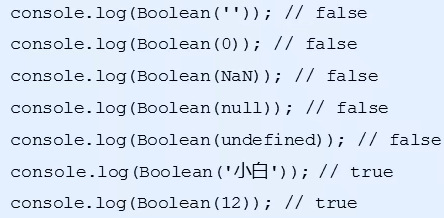 console.log(Boolean('')); // false
console.log(Boolean(0)); // false
console.log(Boolean(NaN)); // false
console.log(Boolean(null)); // false
console.log(Boolean(undefined)); // false
console.log(Boolean('小白')); // true
console.log(Boolean(12)); // true